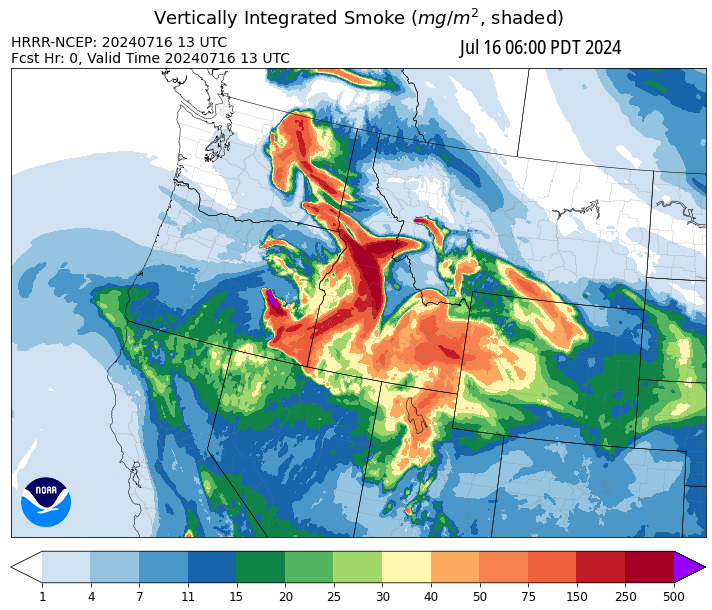 Vertically Integrated Smoke (mg/m², shaded)
HRRR-NCEP: 20240716 13 UTC
Jul 16 06:00 PDT 2024
Fcst Hr: 0, Valid Time 20240716 13 UTC
NOAA
1 4 7 11 15 20 25 30 40 50 75 150 250 500